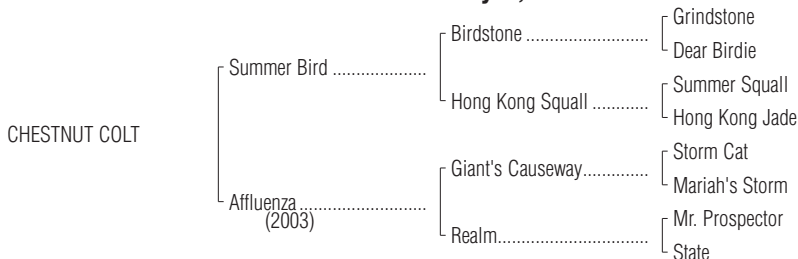 Grindstone
Birdstone ..........................
Dear Birdie
Summer Bird ....................
Summer Squall
Hong Kong Squall ............
Hong Kong Jade
CHESTNUT COLT
Storm Cat
Giant's Causeway..............
Mariah's Storm
Affluenza...........................
(2003)
Mr. Prospector
Realm................................
State